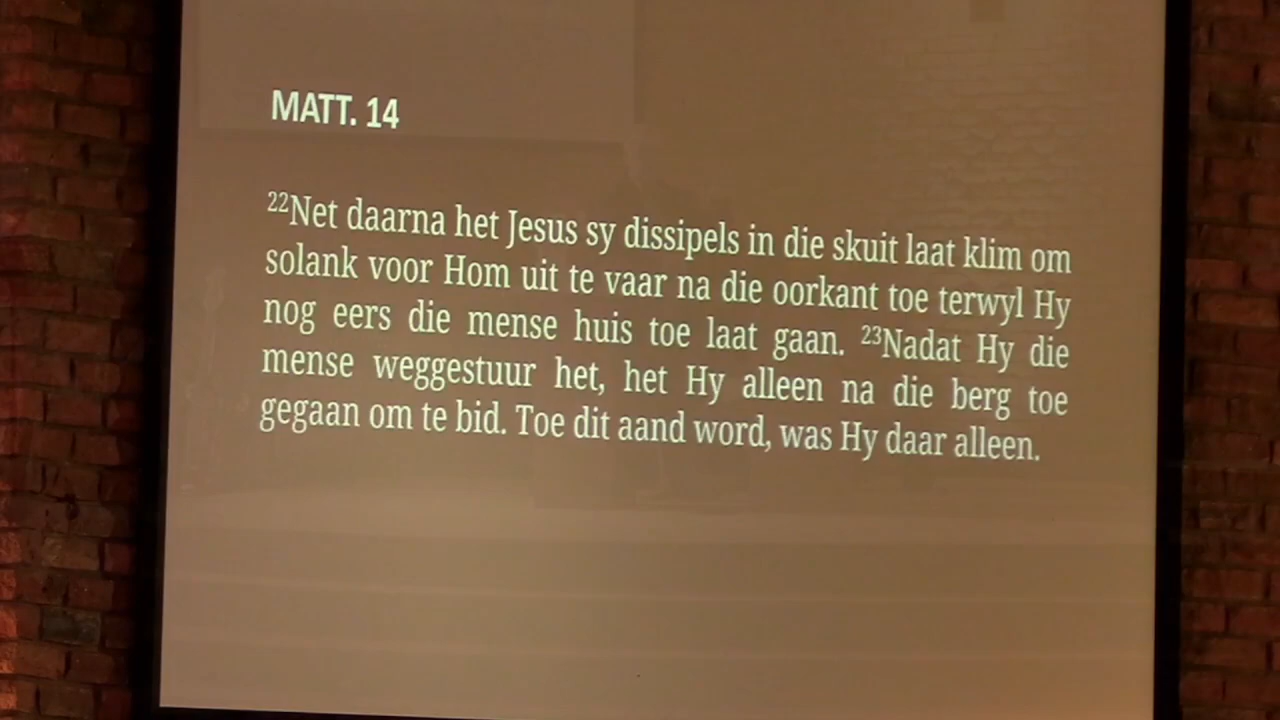 MATT. 14
²²Net daarna het Jesus sy dissipels in die skuit laat klim om
solank voor Hom uit te vaar na die oorkant toe terwyl Hy
nog eers die mense huis toe laat gaan. ²³Nadat Hy die
mense weggestuur het, het Hy alleen na die berg toe
gegaan om te bid. Toe dit aand word, was Hy daar alleen.